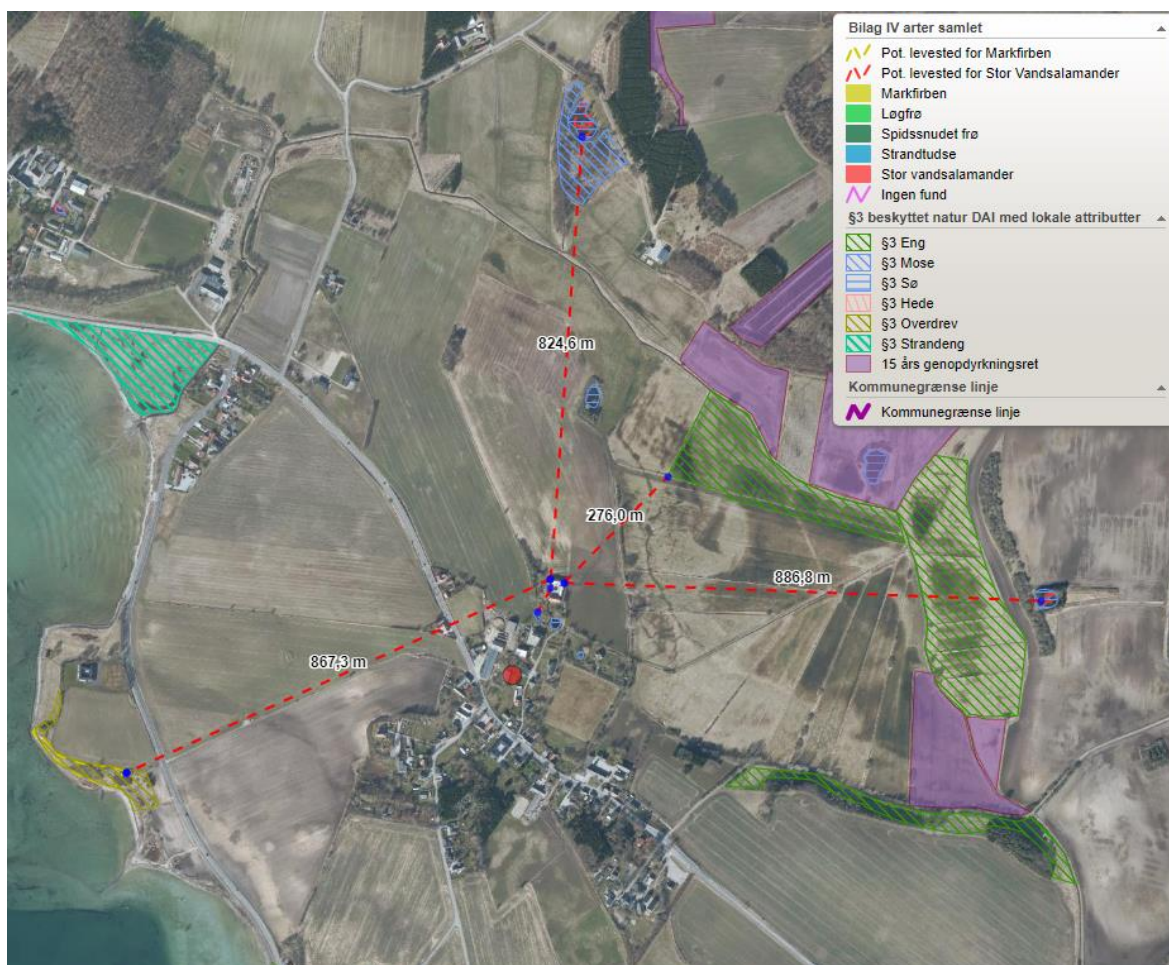 Bilag IV arter samlet
Pot. levested for Markfirben
Pot. levested for Stor Vandsalamander
Markfirben
Løgfrø
Spidssnudet frø
Strandtudse
Stor vandsalamander
Ingen fund
§3 beskyttet natur DAI med lokale attributter
§3 Eng
§3 Mose
§3 Sø
§3 Hede
§3 Overdrev
§3 Strandeng
15 års genopdyrkningsret
Kommunegrænse linje
Kommunegrænse linje
824,6 m
276,0 m
886,8 m
867,3 m